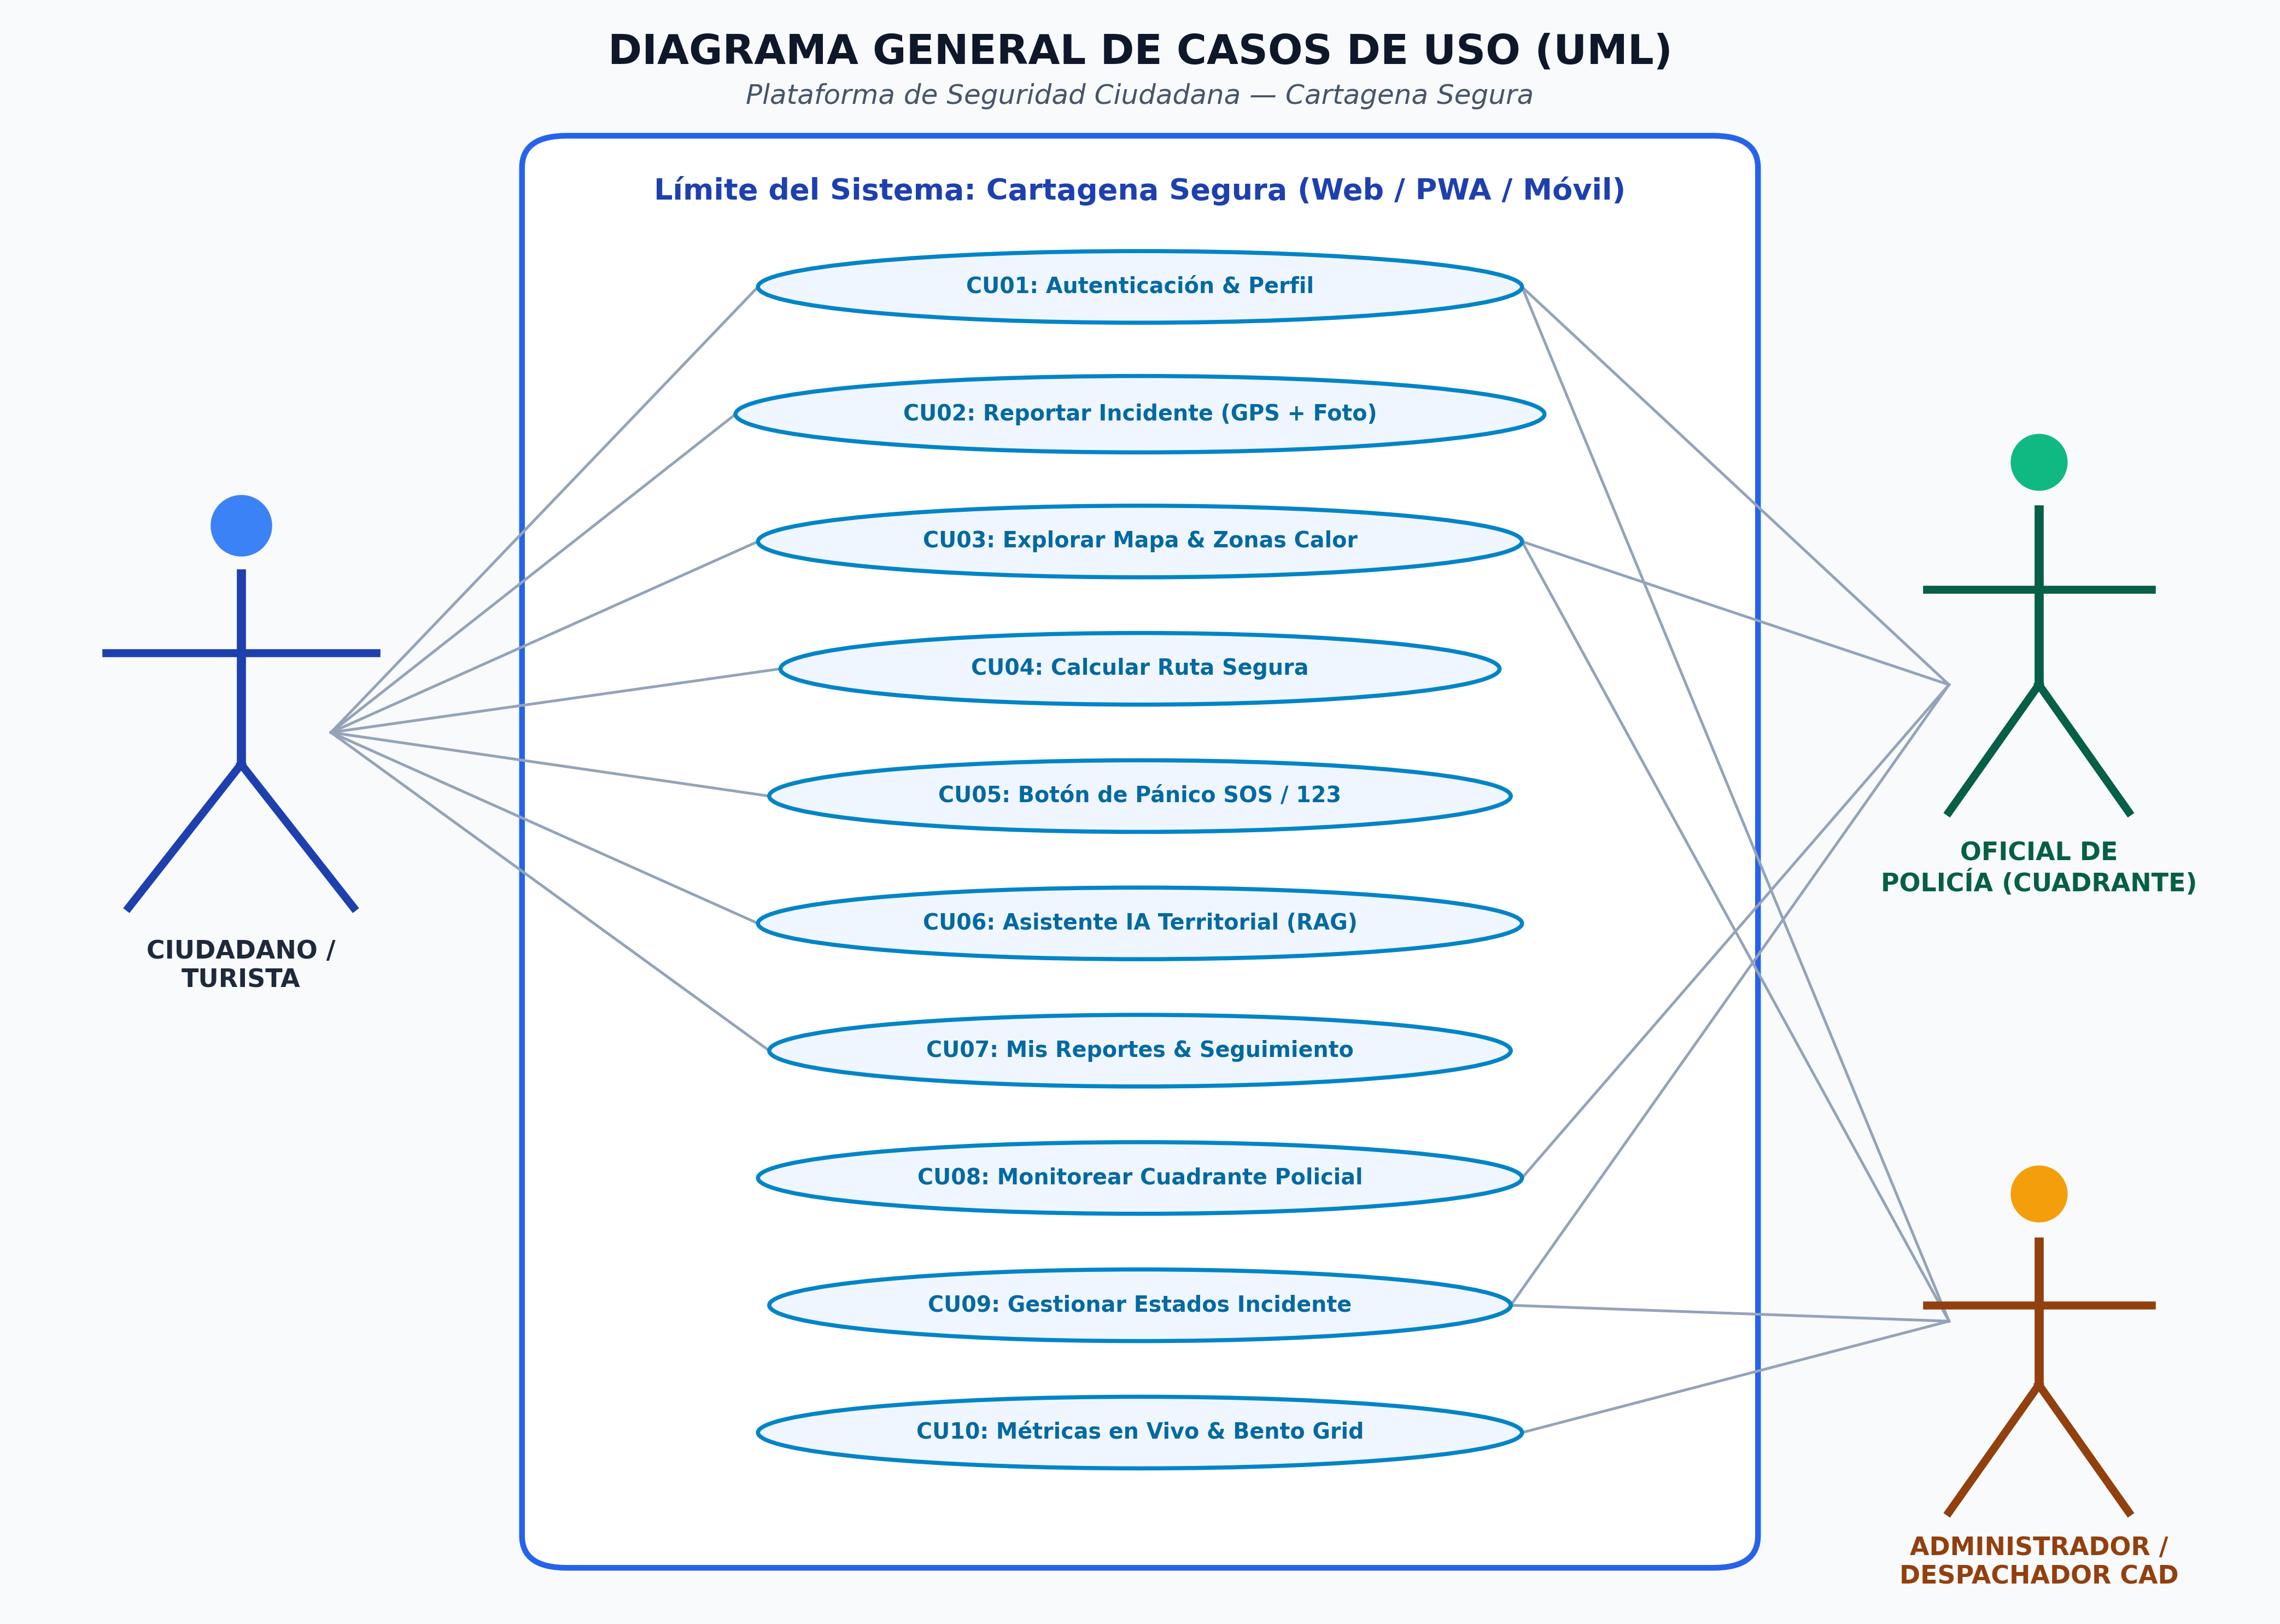 DIAGRAMA GENERAL DE CASOS DE USO (UML)
Plataforma de Seguridad Ciudadana — Cartagena Segura
Límite del Sistema: Cartagena Segura (Web / PWA / Móvil)
CU01: Autenticación & Perfil
CU02: Reportar Incidente (GPS + Foto)
CU03: Explorar Mapa & Zonas Calor
CU04: Calcular Ruta Segura
CU05: Botón de Pánico SOS / 123
CU06: Asistente IA Territorial (RAG)
CU07: Mis Reportes & Seguimiento
CU08: Monitorear Cuadrante Policial
CU09: Gestionar Estados Incidente
CU10: Métricas en Vivo & Bento Grid
CIUDADANO /
TURISTA
OFICIAL DE
POLICÍA (CUADRANTE)
ADMINISTRADOR /
DESPACHADOR CAD